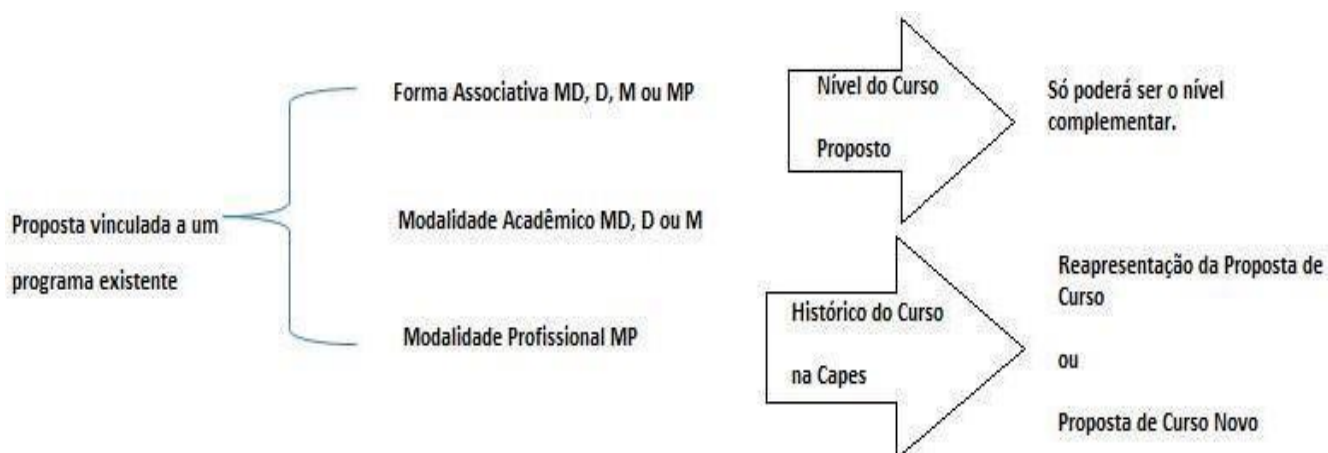 Proposta vinculada a um
programa existente
Forma Associativa MD, D, M ou MP
Modalidade Acadêmico MD, D ou M
Modalidade Profissional MP
Nível do Curso
Proposto
Só poderá ser o nível
complementar.
Histórico do Curso
na Capes
Reapresentação da Proposta de
Curso
ou
Proposta de Curso Novo